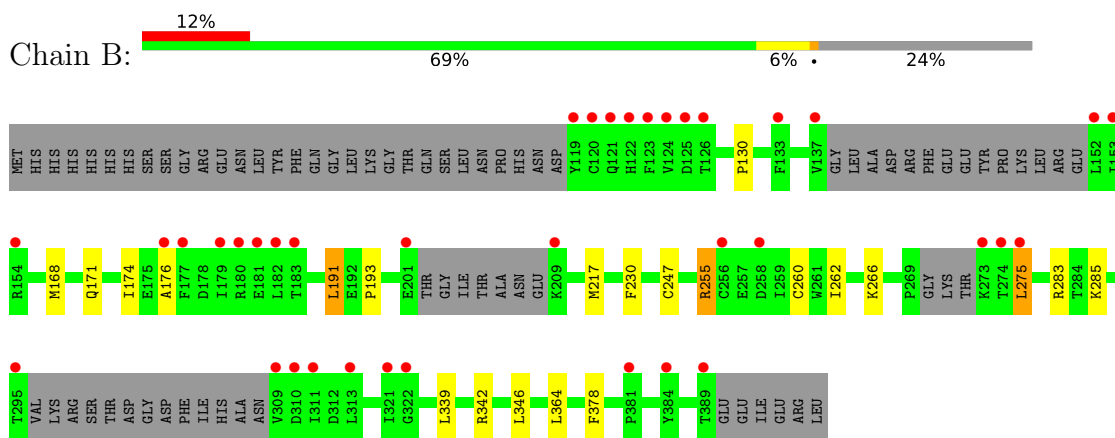 Chain B:
12%
69%
6%
•
24%
MET HIS HIS HIS HIS HIS HIS SER SER GLY ARG GLU ASN LEU TYR PHE GLN GLY GLY LEU LYS GLY THR GLN SER LEU ASN PRO HIS ASN ASP Y119 C120 Q121 H122 F123 V124 D125 T126 P130 F133 V137 GLY LEU ALA ASP ARG PHE GLU GLU TYR PRO LYS LEU ARG GLU L152 I153
R154 M168 Q171 I174 E175 A176 F177 D178 I179 R180 E181 L182 T183 L191 E192 P193 E201 THR GLY ILE THR ALA ASN GLU K209 M217 F230 C247 R255 C256 E257 D258 I259 C260 W261 I262 K266 P269 GLY LYS THR K273 T274 L275 R283 T284 K285
T295 VAL LYS ARG SER THR ASP GLY ASP PHE ILE HIS ALA ASN V309 D310 I311 D312 L313 I321 G322 L339 R342 L346 L364 F378 P381 Y384 T389 GLU GLU ILE GLU ARG LEU